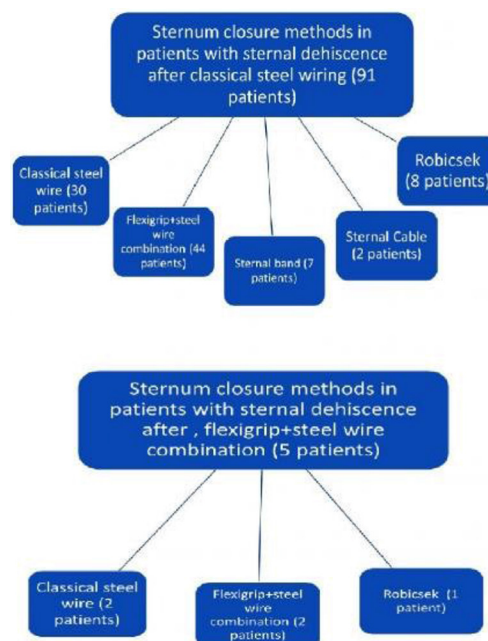 Sternum closure methods in
patients with sternal dehiscence
after classical steel wiring (91
patients)
Classical steel
wire (30
patients)
Flexigrip+steel
wire
combination (44
patients)
Sternal band (7
patients)
Sternal Cable
(2 patients)
Robicsek
(8 patients)
Sternum closure methods in
patients with sternal dehiscence
after , flexigrip+steel wire
combination (5 patients)
Classical steel
wire (2
patients)
Flexigrip+steel
wire
combination (2
patients)
Robicsek (1
patient)